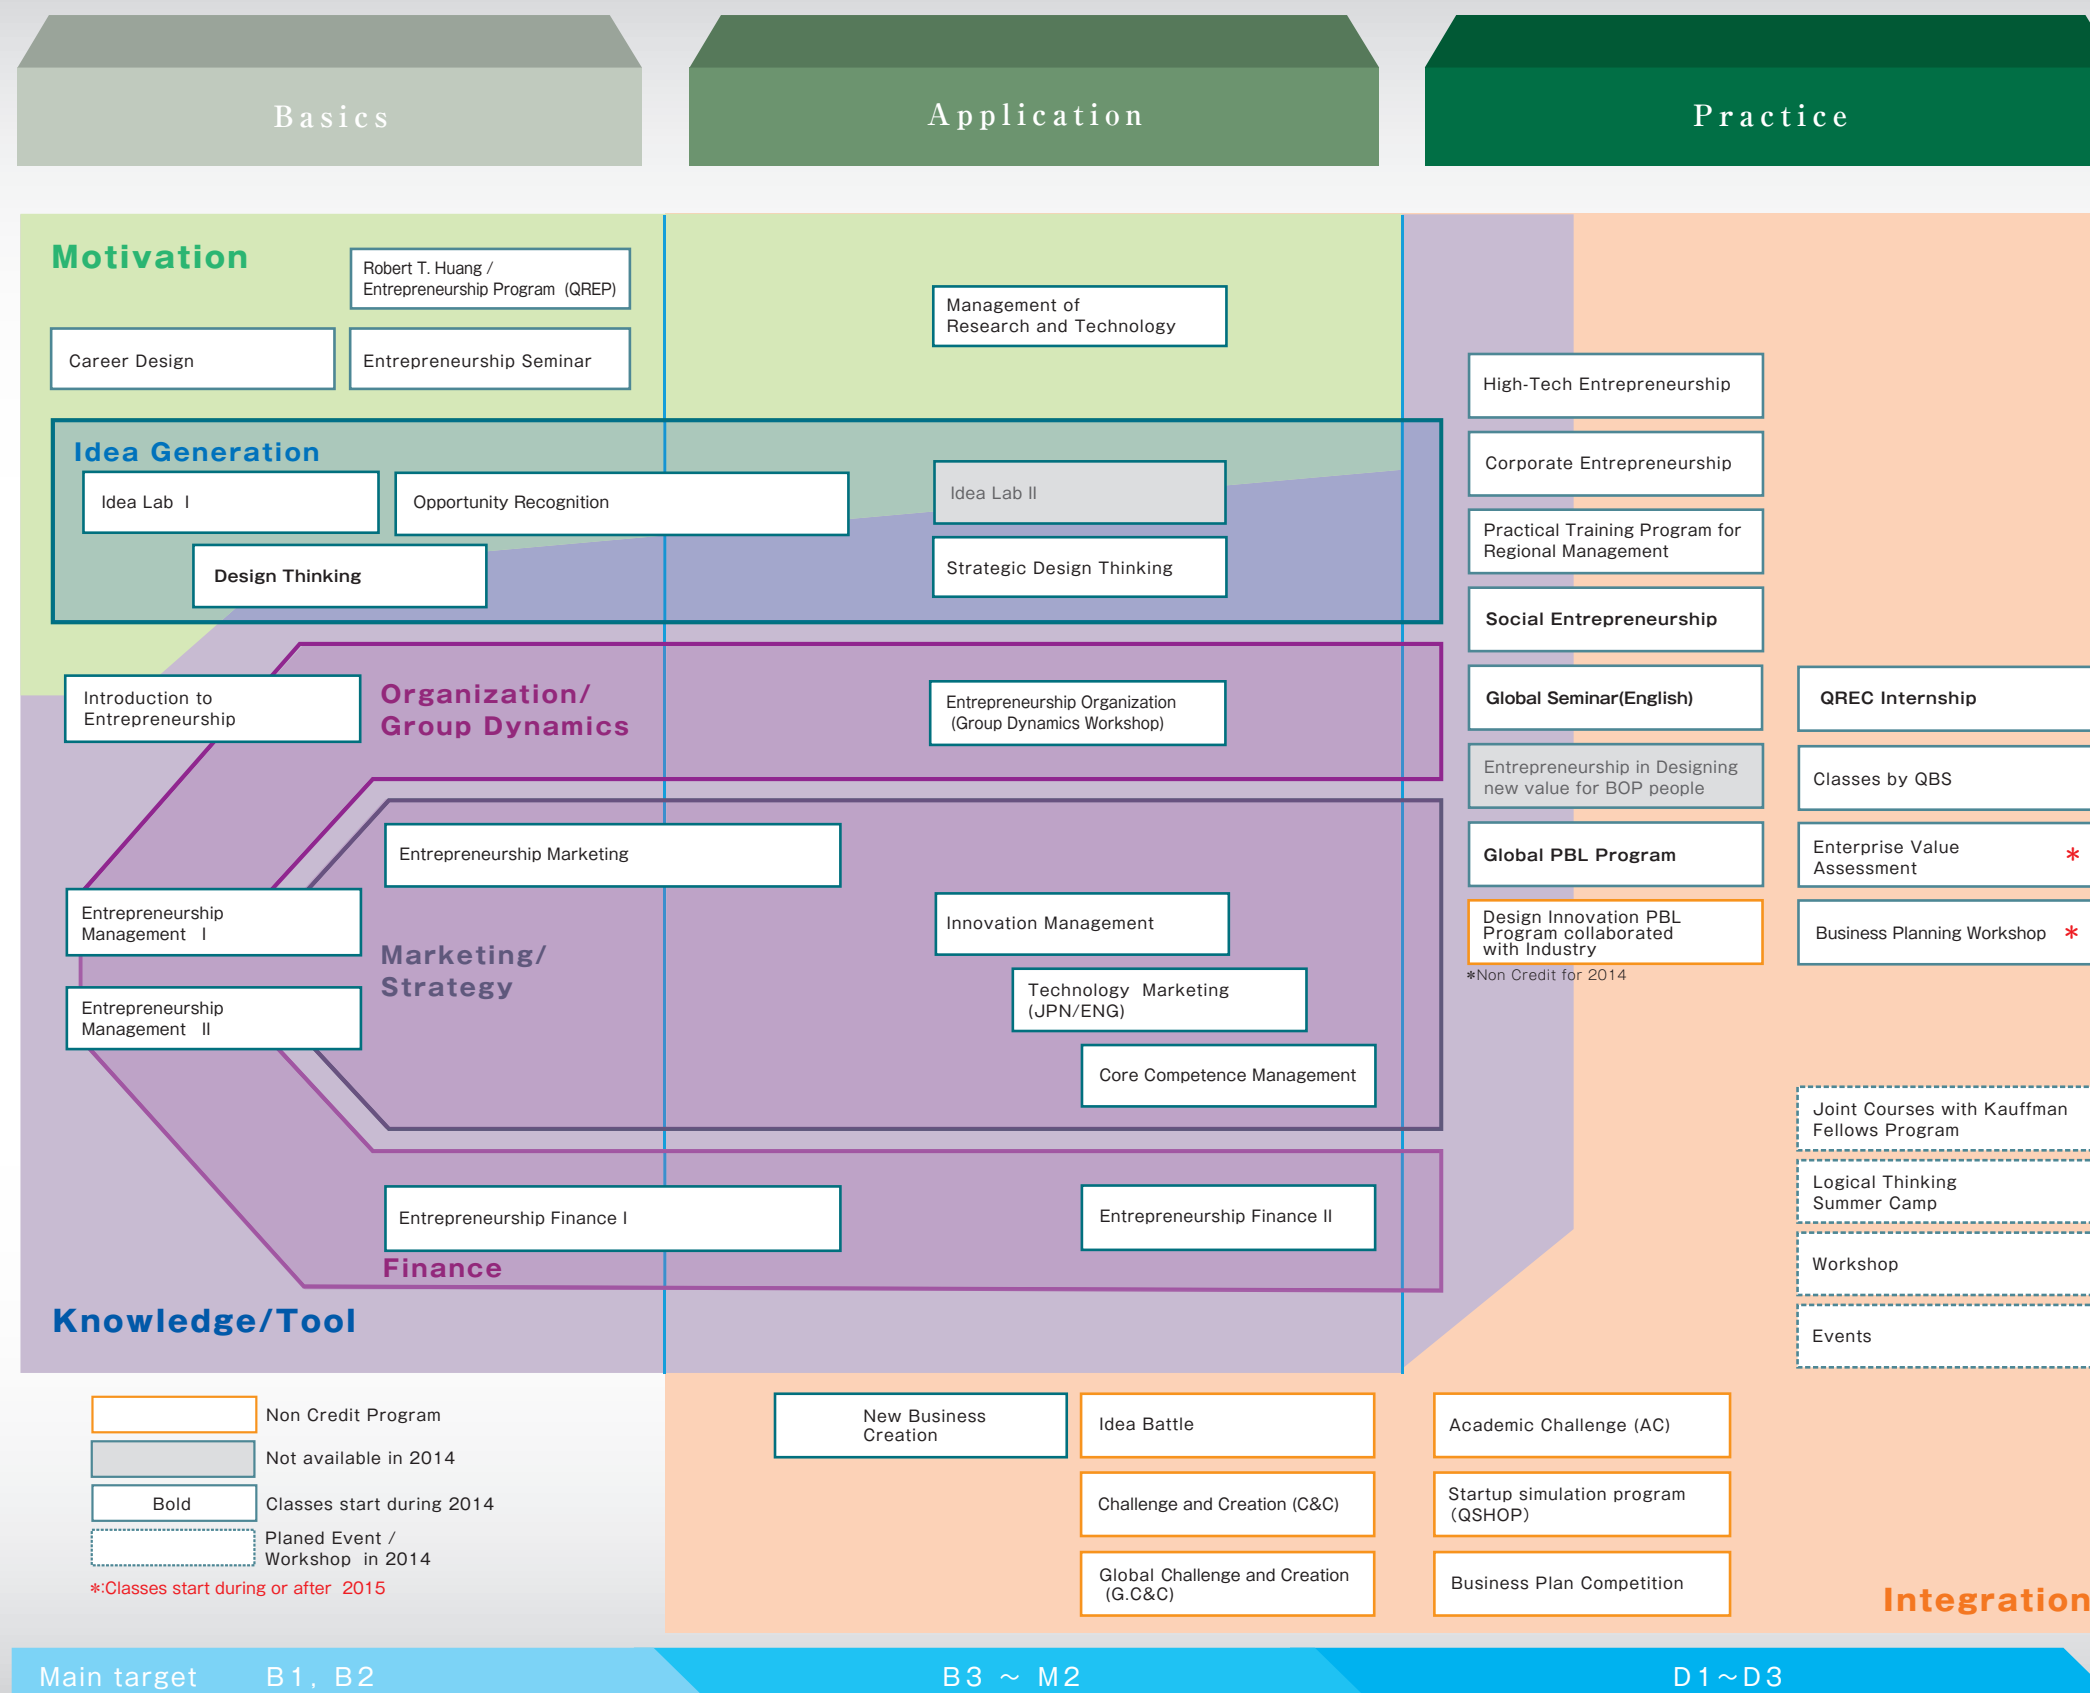 Basics
Application
Practice
Motivation
Robert T. Huang /
Entrepreneurship Program (QREP)
Career Design
Entrepreneurship Seminar
Management of
Research and Technology
Idea Generation
Idea Lab I
Opportunity Recognition
Design Thinking
Idea Lab II
Strategic Design Thinking
Introduction to
Entrepreneurship
Organization/
Group Dynamics
Entrepreneurship Organization
(Group Dynamics Workshop)
Entrepreneurship Marketing
Entrepreneurship
Management I
Entrepreneurship
Management II
Marketing/
Strategy
Innovation Management
Technology Marketing
(JPN/ENG)
Core Competence Management
Entrepreneurship Finance I
Entrepreneurship Finance II
Finance
Knowledge/Tool
High-Tech Entrepreneurship
Corporate Entrepreneurship
Practical Training Program for
Regional Management
Social Entrepreneurship
Global Seminar(English)
Entrepreneurship in Designing
new value for BOP people
Global PBL Program
Design Innovation PBL
Program collaborated
with Industry
*Non Credit for 2014
QREC Internship
Classes by QBS
Enterprise Value
Assessment *
Business Planning Workshop *
Joint Courses with Kauffman
Fellows Program
Logical Thinking
Summer Camp
Workshop
Events
Non Credit Program
Not available in 2014
Bold Classes start during 2014
Planed Event /
Workshop in 2014
*:Classes start during or after 2015
New Business
Creation
Idea Battle
Challenge and Creation (C&C)
Global Challenge and Creation
(G.C&C)
Academic Challenge (AC)
Startup simulation program
(QSHOP)
Business Plan Competition
Integration
Main target B1, B2
B3 ～ M2
D1～D3